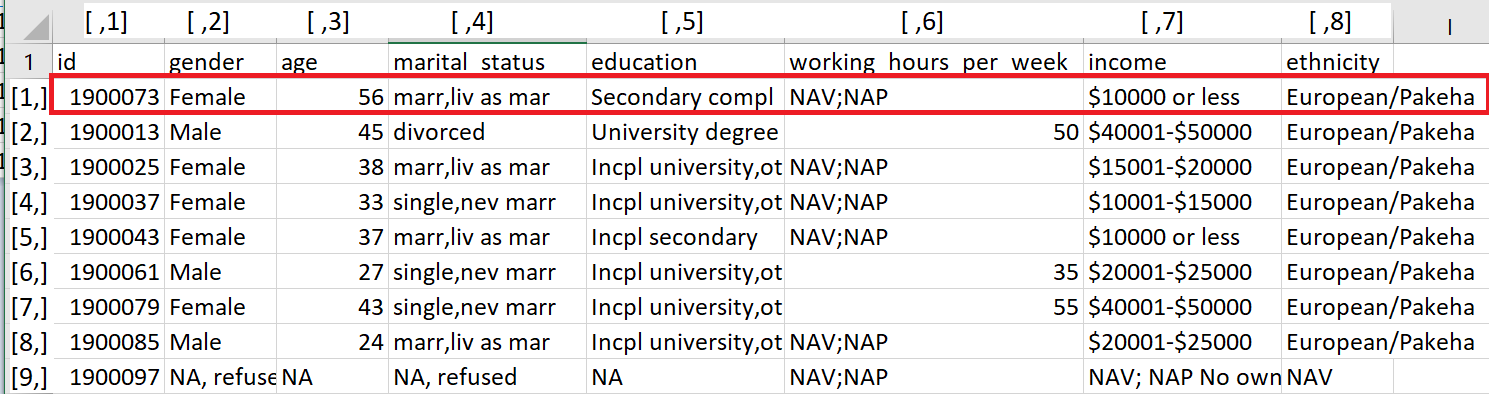 [ ,1] [ ,2] [ ,3] [ ,4] [ ,5] [ ,6] [ ,7] [ ,8] I
1 id gender age marital_status education working_hours_per_week income ethnicity
[1,] 1900073 Female 56 marr,liv as mar Secondary compl NAV;NAP $10000 or less European/Pakeha
[2,] 1900013 Male 45 divorced University degree 50 $40001-$50000 European/Pakeha
[3,] 1900025 Female 38 marr,liv as mar Incpl university,ot NAV;NAP $15001-$20000 European/Pakeha
[4,] 1900037 Female 33 single,nev marr Incpl university,ot NAV;NAP $10001-$15000 European/Pakeha
[5,] 1900043 Female 37 marr,liv as mar Incpl secondary NAV;NAP $10000 or less European/Pakeha
[6,] 1900061 Male 27 single,nev marr Incpl university,ot 35 $20001-$25000 European/Pakeha
[7,] 1900079 Female 43 single,nev marr Incpl university,ot 55 $40001-$50000 European/Pakeha
[8,] 1900085 Male 24 marr,liv as mar Incpl university,ot NAV;NAP $20001-$25000 European/Pakeha
[9,] 1900097 NA, refuse NA NA, refused NA NAV;NAP NAV; NAP No own NAV